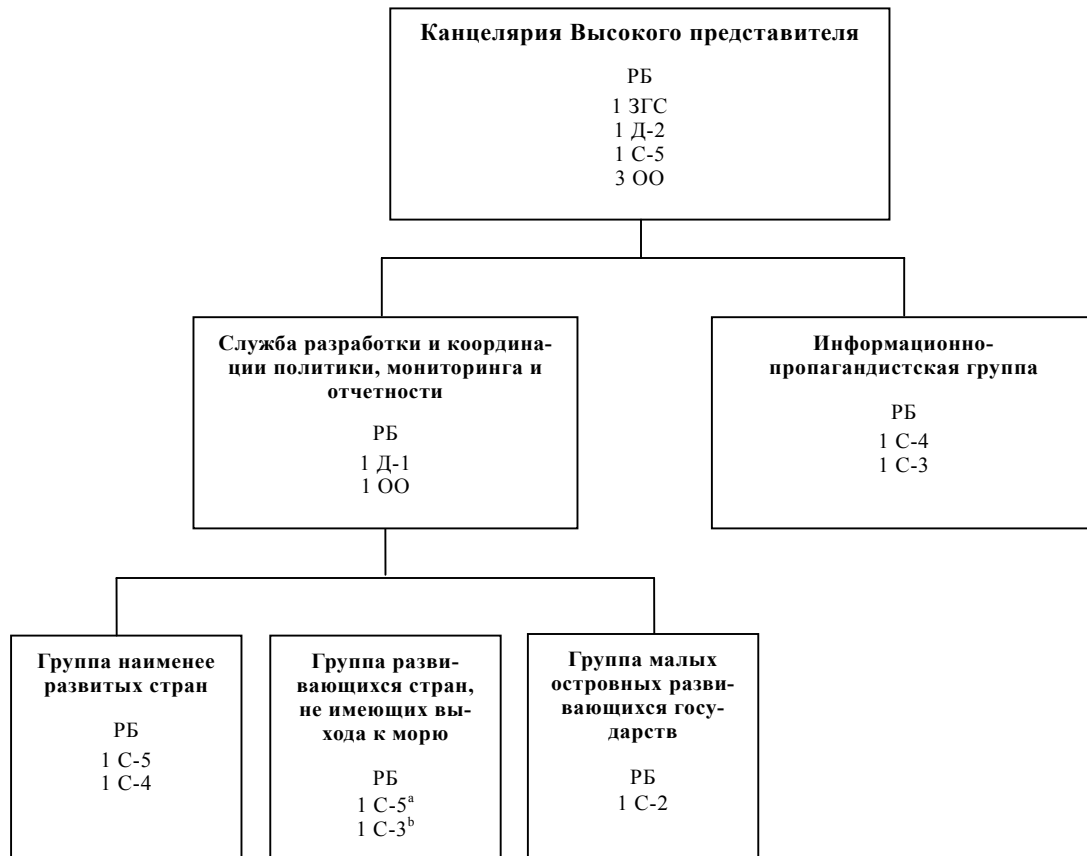 Канцелярия Высокого представителя
РБ
1 ЗГС
1 Д-2
1 С-5
3 ОО
Служба разработки и координа-
ции политики, мониторинга и
отчетности
РБ
1 Д-1
1 ОО
Информационно-
пропагандистская группа
РБ
1 С-4
1 С-3
Группа наименее
развитых стран
РБ
1 С-5
1 С-4
Группа разви-
вающихся стран,
не имеющих вы-
хода к морю
РБ
1 С-5ᵃ
1 С-3ᵇ
Группа малых
островных разви-
вающихся госу-
дарств
РБ
1 С-2